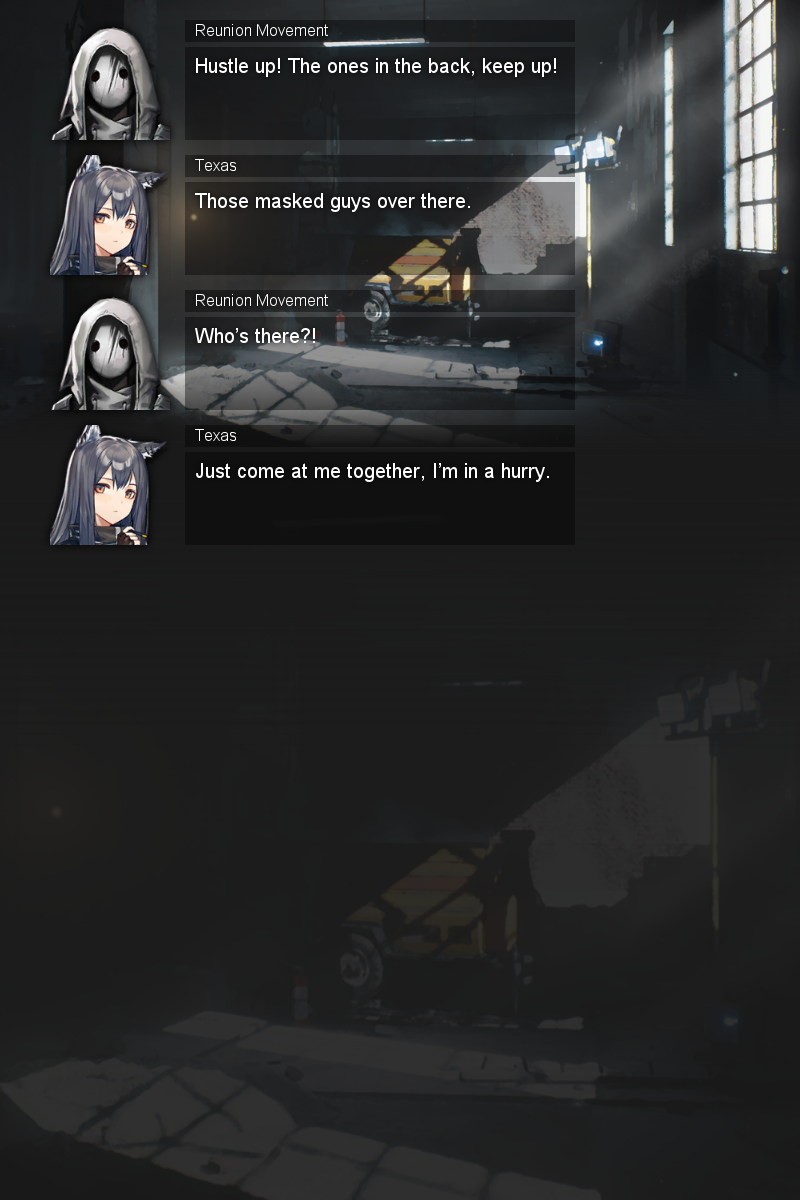 Reunion Movement
Hustle up! The ones in the back, keep up!
Texas
Those masked guys over there.
Reunion Movement
Who's there?!
Texas
Just come at me together, I'm in a hurry.